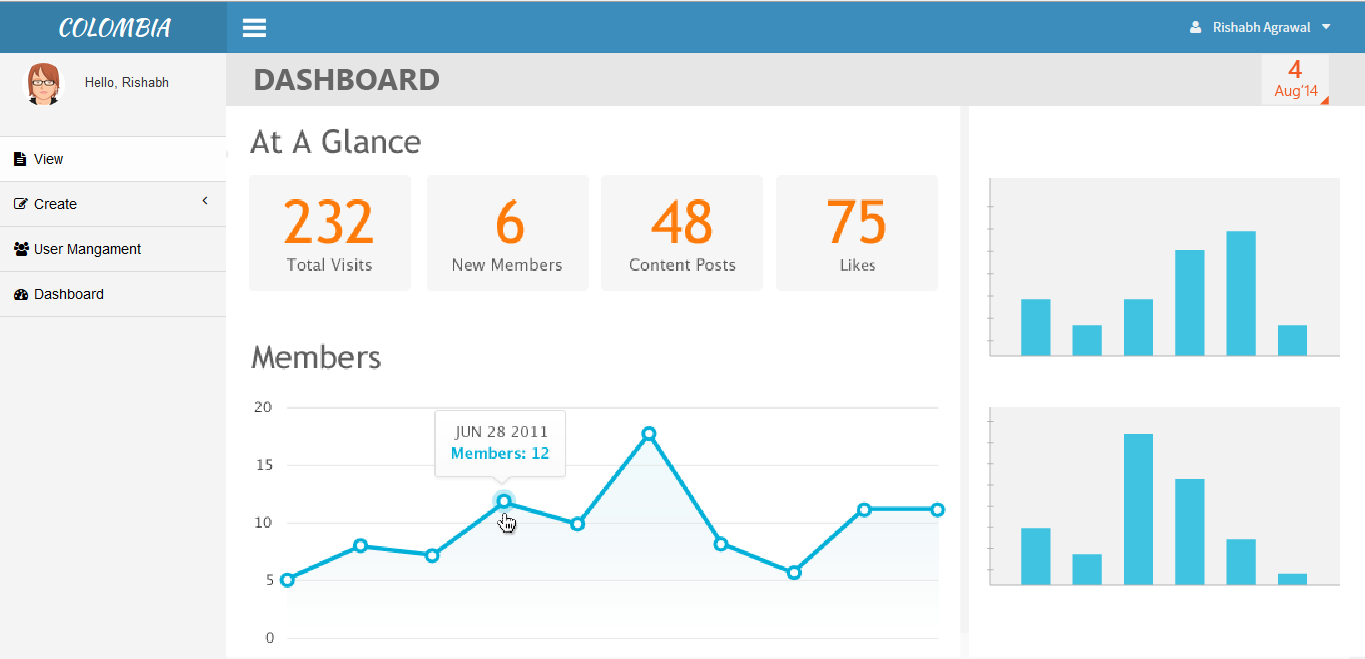 COLOMBIA
Rishabh Agrawal
Hello, Rishabh
DASHBOARD
4
Aug'14
View
Create
User Mangament
Dashboard
At A Glance
232
Total Visits
6
New Members
48
Content Posts
75
Likes
Members
20
15
10
5
0
JUN 28 2011
Members: 12